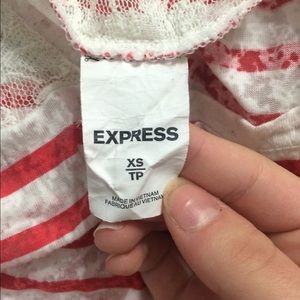 EXPRESS
XS
TP
MADE IN VIETNAM
FABRIQUÉ AU VIETNAM